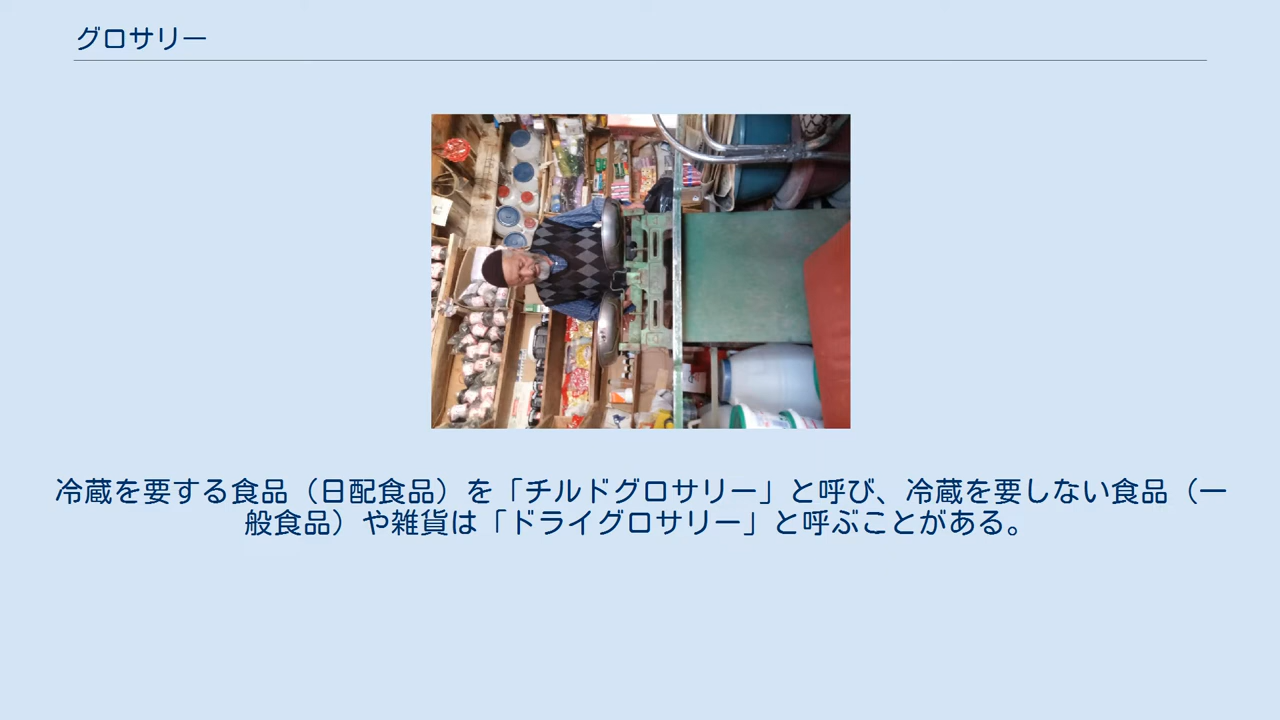 グロサリー
冷蔵を要する食品（日配食品）を「チルドグロサリー」と呼び、冷蔵を要しない食品（一
般食品）や雑貨は「ドライグロサリー」と呼ぶことがある。